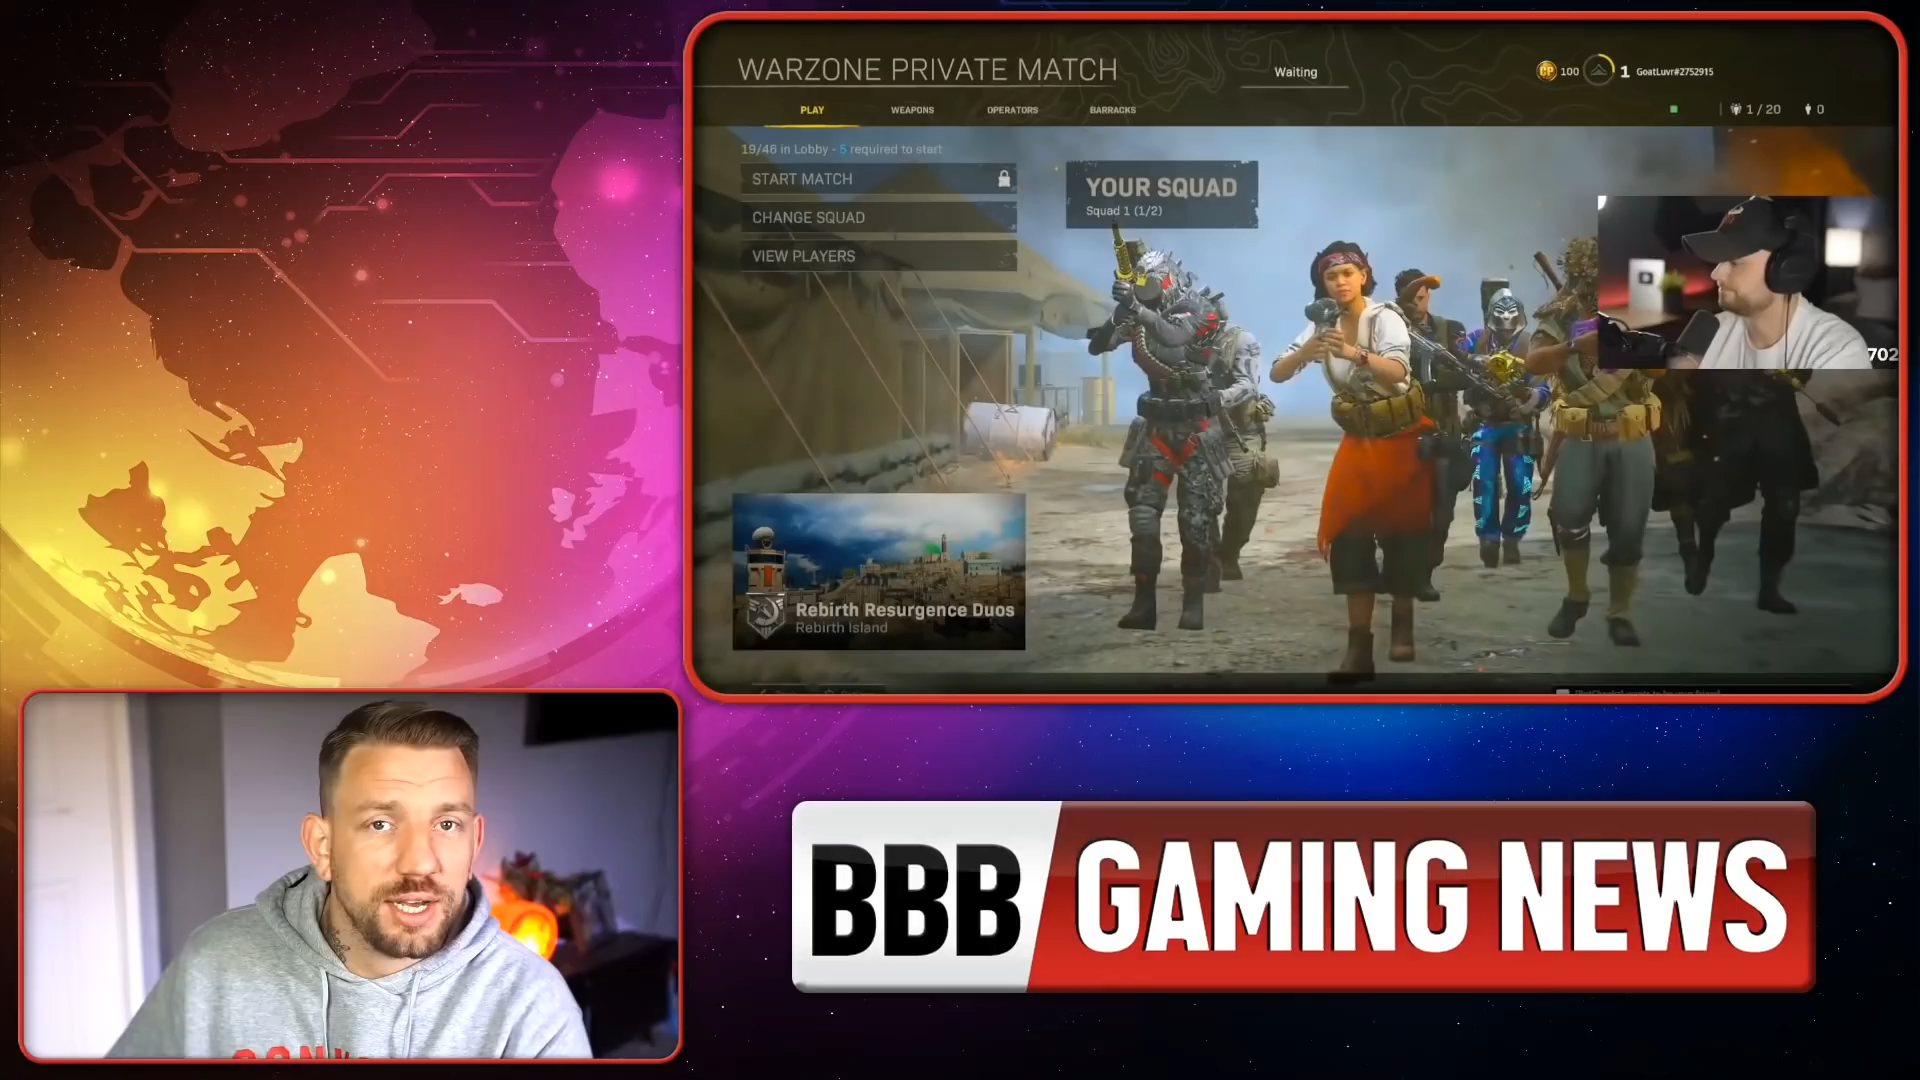 WARZONE PRIVATE MATCH
Waiting
CP 100
1 GoatLuvr#2752915
PLAY WEAPONS OPERATORS BARRACKS
1 / 20
0
19/46 in Lobby - 5 required to start
START MATCH
CHANGE SQUAD
VIEW PLAYERS
YOUR SQUAD
Squad 1 (1/2)
702
Rebirth Resurgence Duos
Rebirth Island
BBB GAMING NEWS